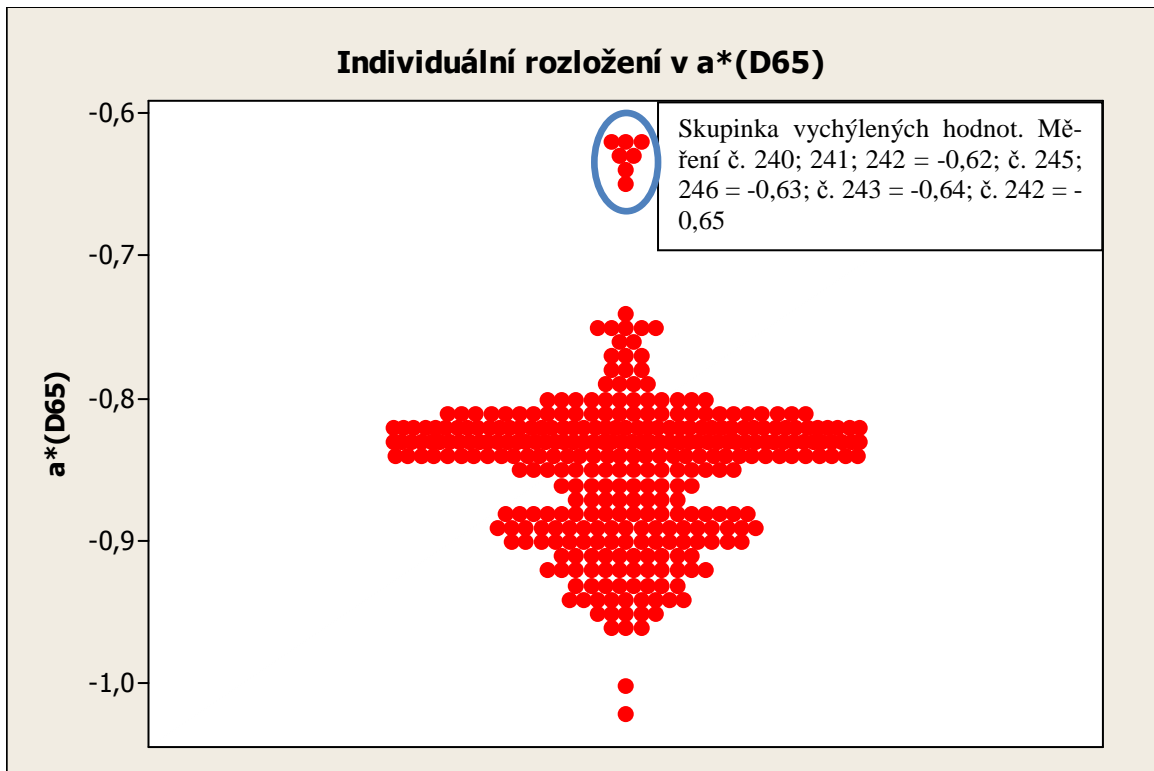 Individuální rozložení v a*(D65)
-0,6
Skupinka vychýlených hodnot. Mě-
ření č. 240; 241; 242 = -0,62; č. 245;
246 = -0,63; č. 243 = -0,64; č. 242 = -
0,65
-0,7
-0,8
a*(D65)
-0,9
-1,0